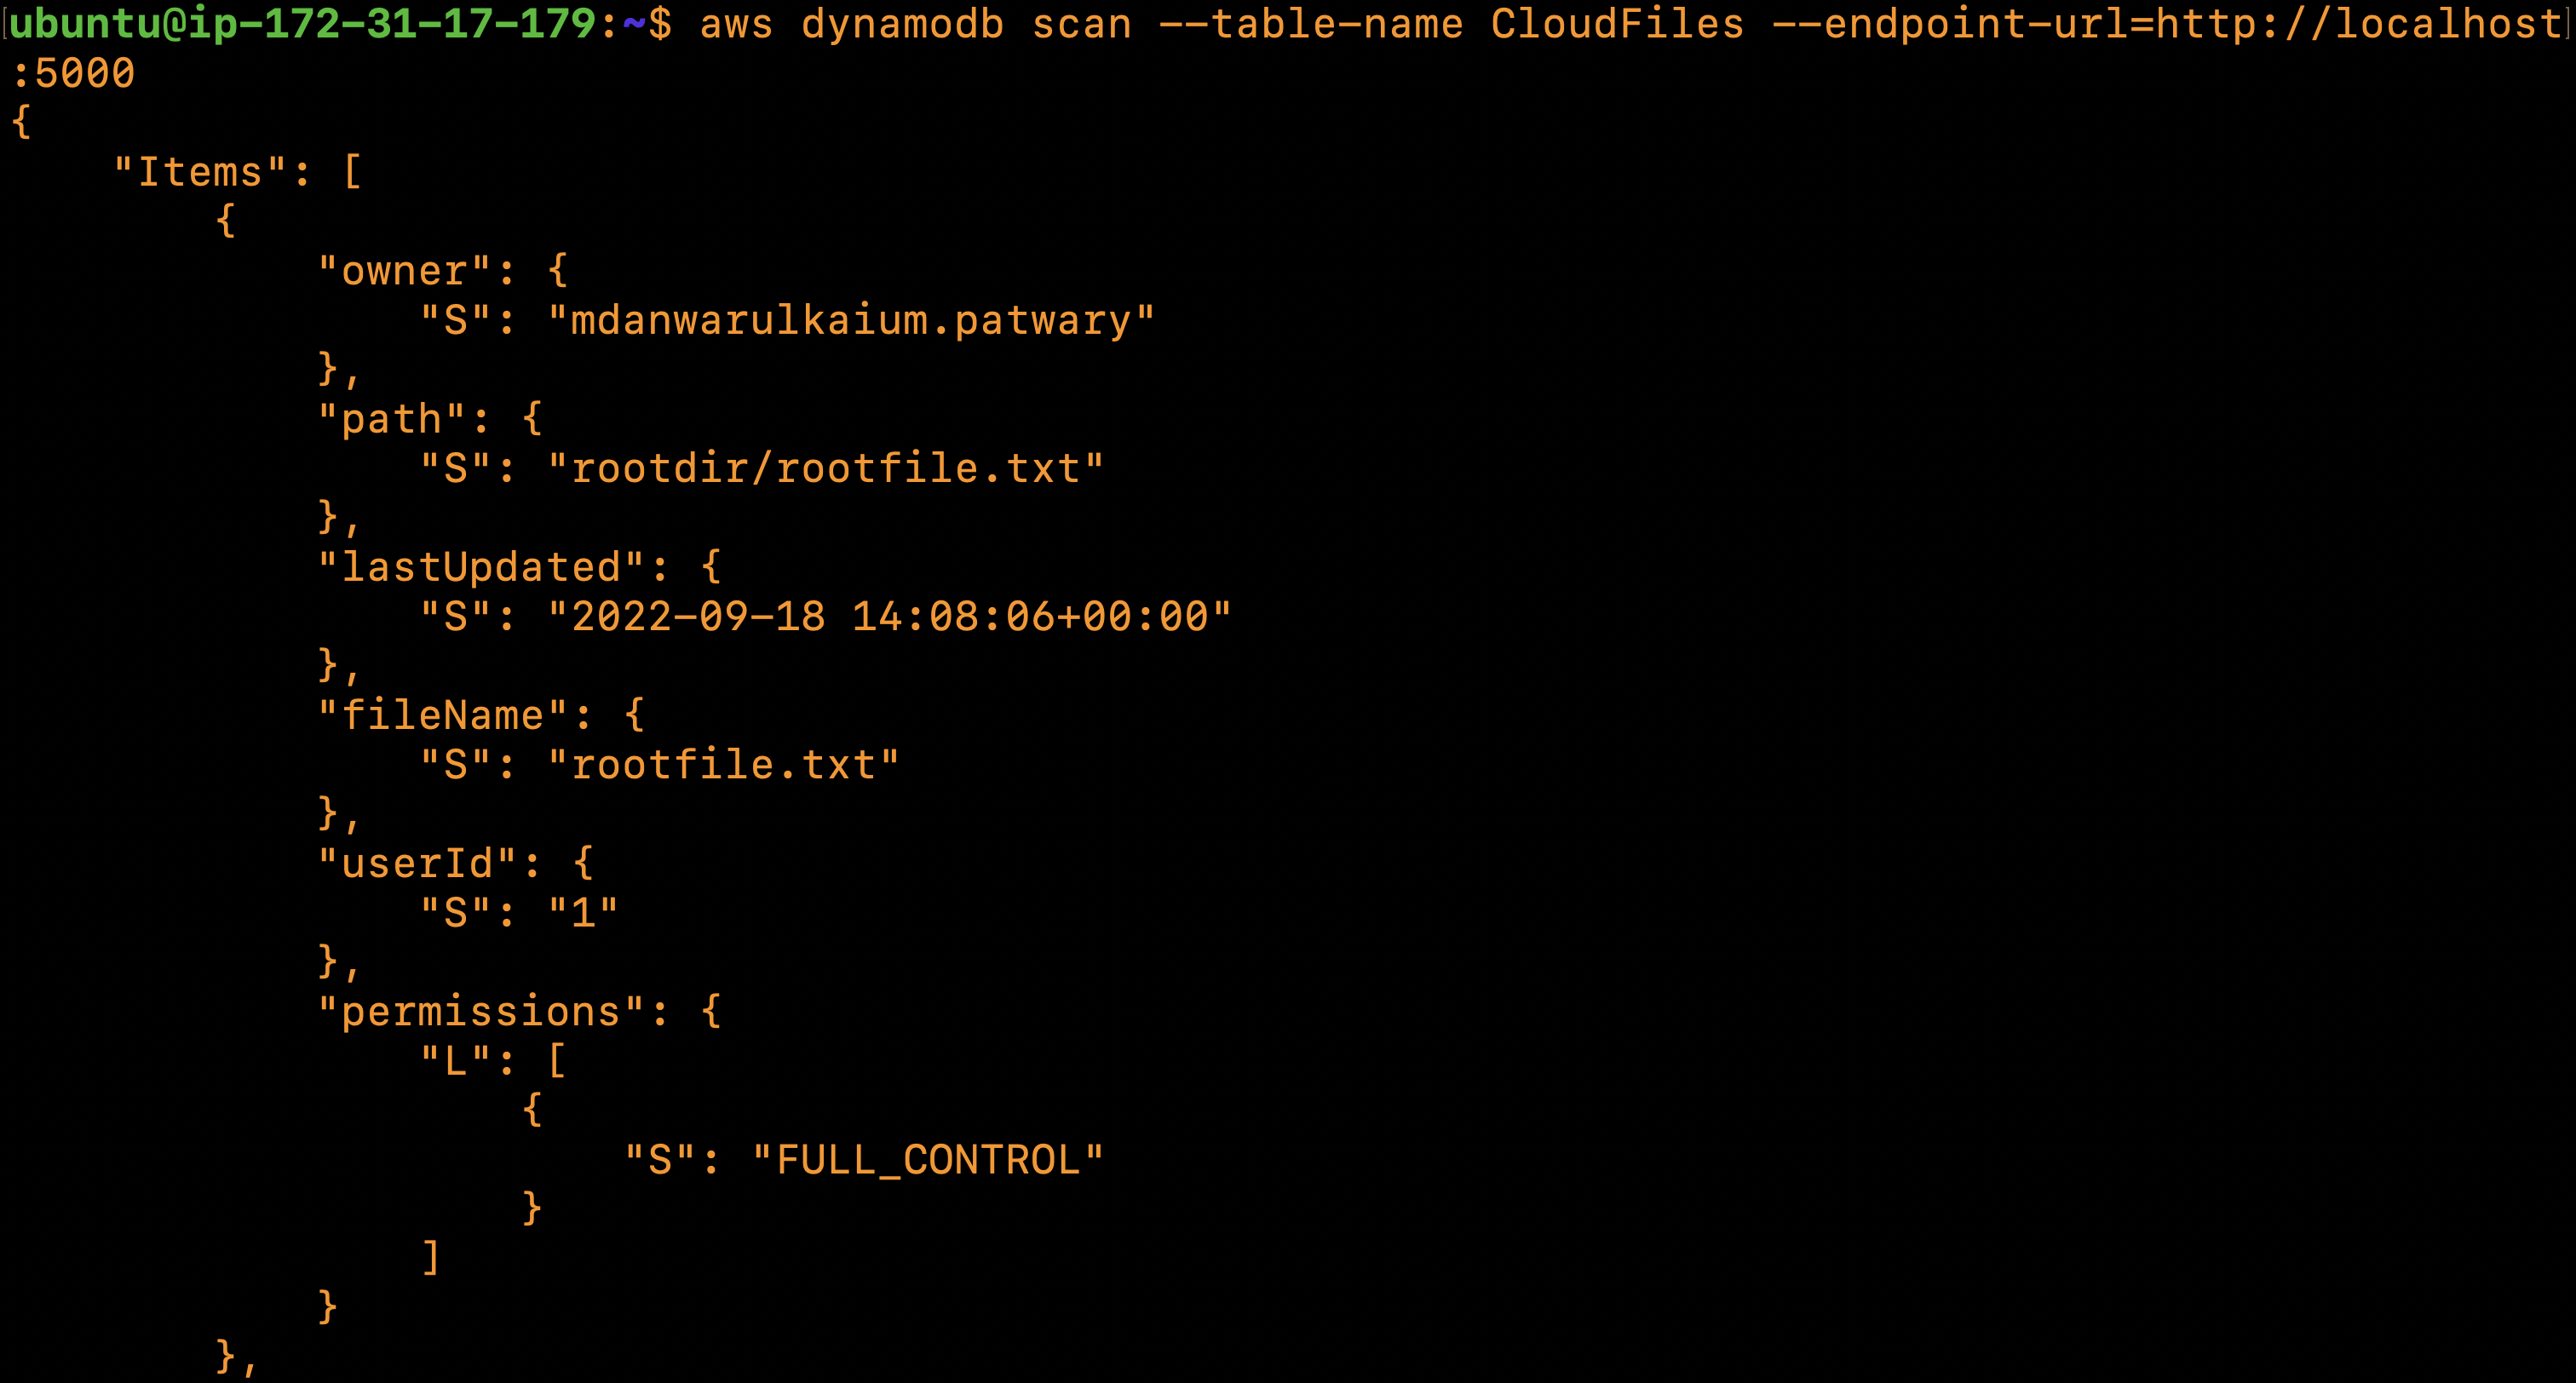 [ubuntu@ip-172-31-17-179:~$ aws dynamodb scan --table-name CloudFiles --endpoint-url=http://localhost]
:5000
{
    "Items": [
        {
            "owner": {
                "S": "mdanwarulkaium.patwary"
            },
            "path": {
                "S": "rootdir/rootfile.txt"
            },
            "lastUpdated": {
                "S": "2022-09-18 14:08:06+00:00"
            },
            "fileName": {
                "S": "rootfile.txt"
            },
            "userId": {
                "S": "1"
            },
            "permissions": {
                "L": [
                    {
                        "S": "FULL_CONTROL"
                    }
                ]
            }
        },